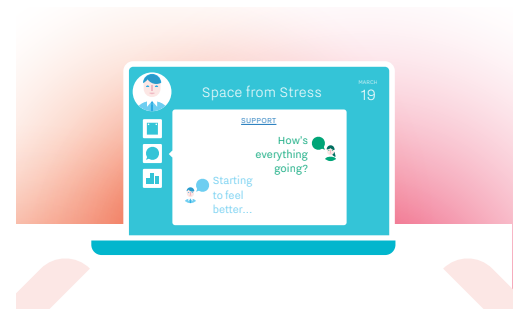 MARCH
Space from Stress
19
SUPPORT
How's
everything
going?
Starting
to feel
better...